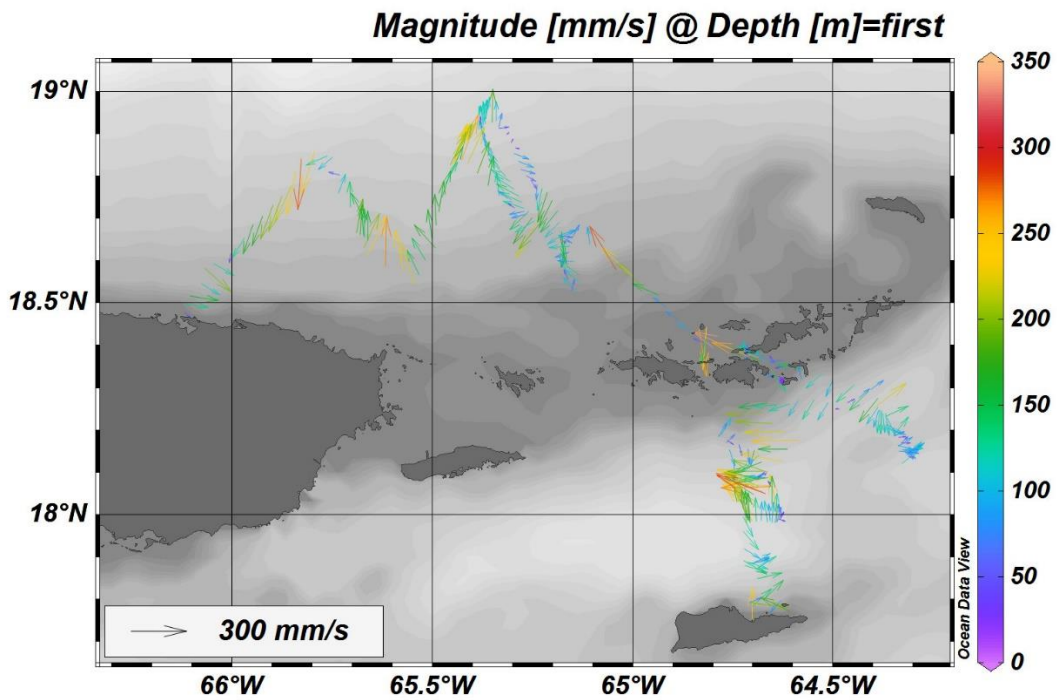 Magnitude [mm/s] @ Depth [m]=first
19°N
18.5°N
18°N
300 mm/s
66°W
65.5°W
65°W
64.5°W
350
300
250
200
150
100
50
0
Ocean Data View